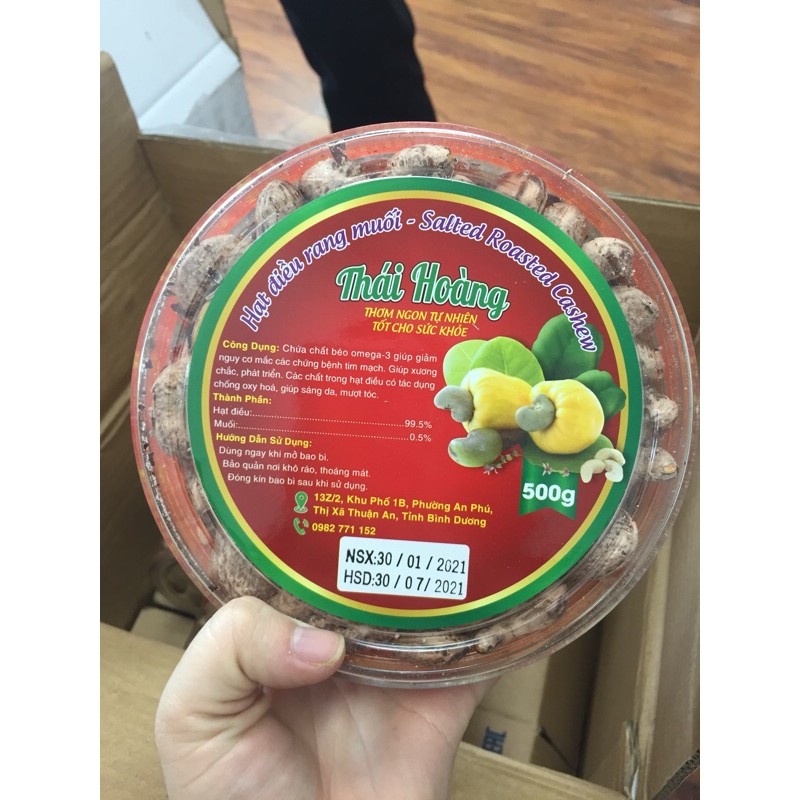 Hạt điều rang muối - Salted Roasted Cashew
Thái Hoàng
THƠM NGON TỰ NHIÊN
TỐT CHO SỨC KHỎE
Công Dụng: Chứa chất béo omega-3 giúp giảm
nguy cơ mắc các chứng bệnh tim mạch. Giúp xương
chắc, phát triển. Các chất trong hạt điều có tác dụng
chống oxy hoá, giúp sáng da, mượt tóc.
Thành Phần:
Hạt điều:..................................................99.5%
Muối:........................................................0.5%
Hướng Dẫn Sử Dụng:
Dùng ngay khi mở bao bì.
Bảo quản nơi khô ráo, thoáng mát.
Đóng kín bao bì sau khi sử dụng.
500g
13Z/2, Khu Phố 1B, Phường An Phú,
Thị Xã Thuận An, Tỉnh Bình Dương
0982 771 152
NSX:30 / 01 / 2021
HSD:30 / 07/ 2021